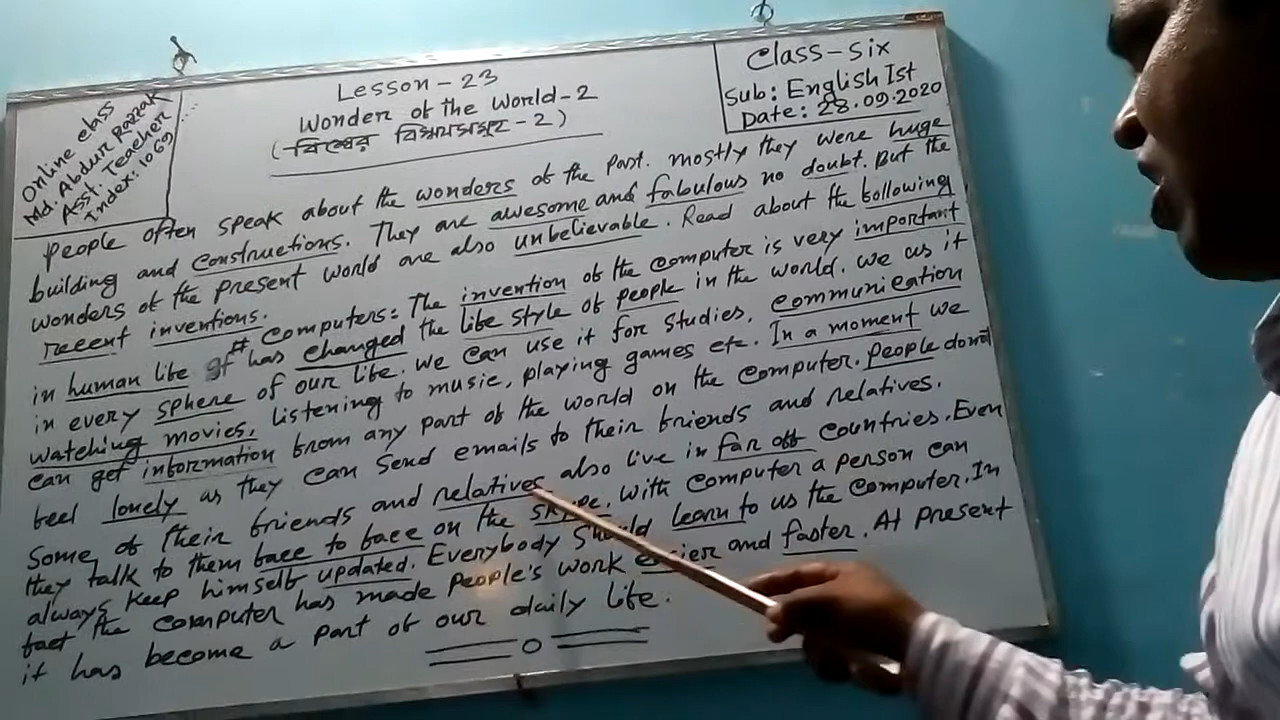 Online class
Md. Abdur Razzak
Asst. Teacher
Index: 1069....
Lesson - 23
Wonder of the World-2
(বিশ্বের বিস্ময়সমূহ - 2)
Class - Six
Sub: English Ist
Date: 28.09.2020
People often speak about the wonders of the Past. mostly they were huge
building and constructions. They are awesome and fabulous no doubt. But the
wonders of the present world are also unbelievable. Read about the following
recent inventions.
# Computers: The invention of the computer is very important
in human life It has changed the life style of people in the world. We us it
in every sphere of our life. We can use it for studies, communication
watching movies, listening to music, playing games etc. In a moment we
can get information from any part of the world on the computer. People donot
feel lonely as they can send emails to their friends and relatives.
Some of their friends and relatives also live in far off countries. Even
they talk to them face to face on the skype. With computer a person can
always keep himself updated. Everybody should learn to us the computer. In
fact the computer has made people's work easier and faster. At present
it has become a part of our daily life.